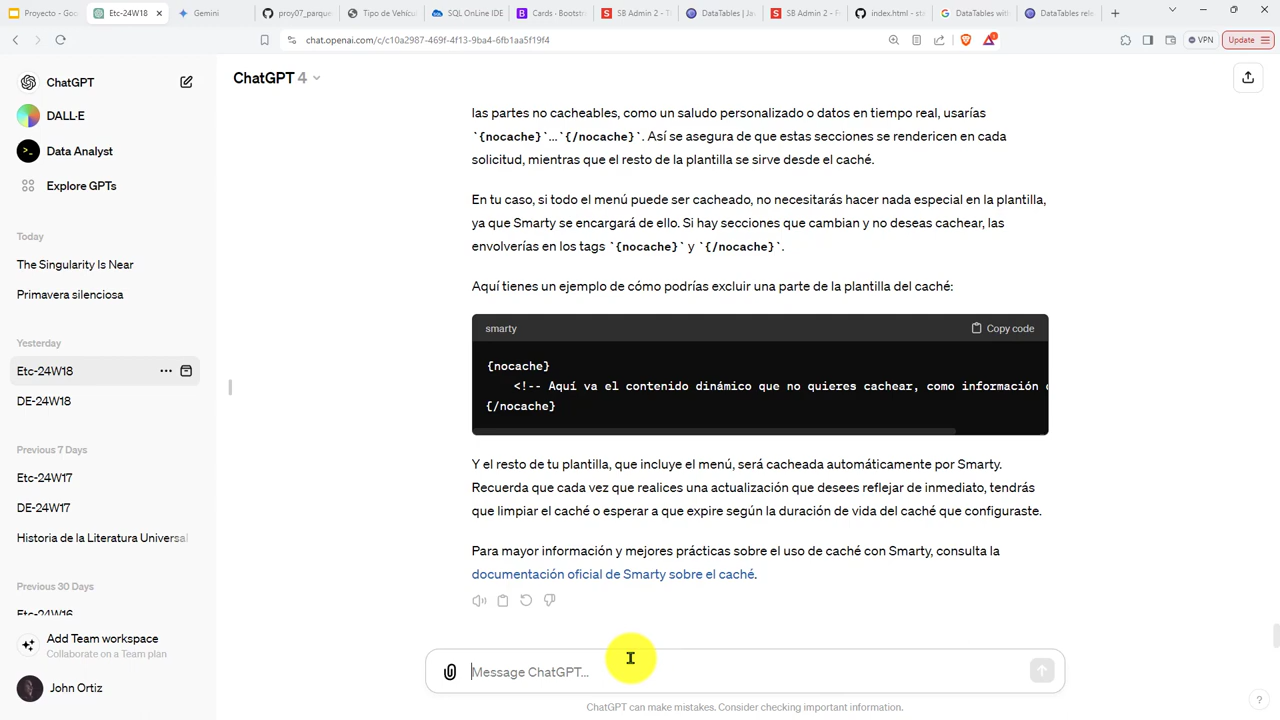 Proyecto - Goo
Etc-24W18
Gemini
proy07_parque
Tipo de Vehícu
SQL OnLine IDE
Cards · Bootstr
SB Admin 2 - T
DataTables | Ja
SB Admin 2 - F
index.html - st
DataTables with
DataTables rele
chat.openai.com/c/c10a2987-469f-4f13-9ba4-6fb1aa5f19f4
VPN
Update
ChatGPT
DALL·E
Data Analyst
Explore GPTs
Today
The Singularity Is Near
Primavera silenciosa
Yesterday
Etc-24W18
DE-24W18
Previous 7 Days
Etc-24W17
DE-24W17
Historia de la Literatura Universal
Previous 30 Days
Etc-24W16
Add Team workspace
Collaborate on a Team plan
John Ortiz
ChatGPT 4
las partes no cacheables, como un saludo personalizado o datos en tiempo real, usarías
`{nocache}`...`{/nocache}`. Así se asegura de que estas secciones se rendericen en cada
solicitud, mientras que el resto de la plantilla se sirve desde el caché.
En tu caso, si todo el menú puede ser cacheado, no necesitarás hacer nada especial en la plantilla,
ya que Smarty se encargará de ello. Si hay secciones que cambian y no deseas cachear, las
envolverías en los tags `{nocache}` y `{/nocache}`.
Aquí tienes un ejemplo de cómo podrías excluir una parte de la plantilla del caché:
smarty
Copy code
{nocache}
<!-- Aquí va el contenido dinámico que no quieres cachear, como información
{/nocache}
Y el resto de tu plantilla, que incluye el menú, será cacheada automáticamente por Smarty.
Recuerda que cada vez que realices una actualización que desees reflejar de inmediato, tendrás
que limpiar el caché o esperar a que expire según la duración de vida del caché que configuraste.
Para mayor información y mejores prácticas sobre el uso de caché con Smarty, consulta la
documentación oficial de Smarty sobre el caché.
Message ChatGPT...
ChatGPT can make mistakes. Consider checking important information.
?